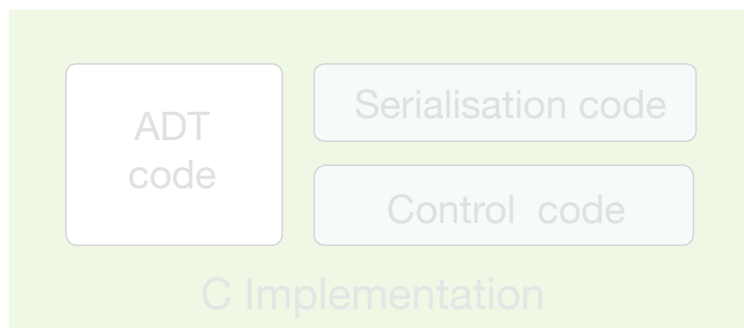 ADT
code
Serialisation code
Control code
C Implementation